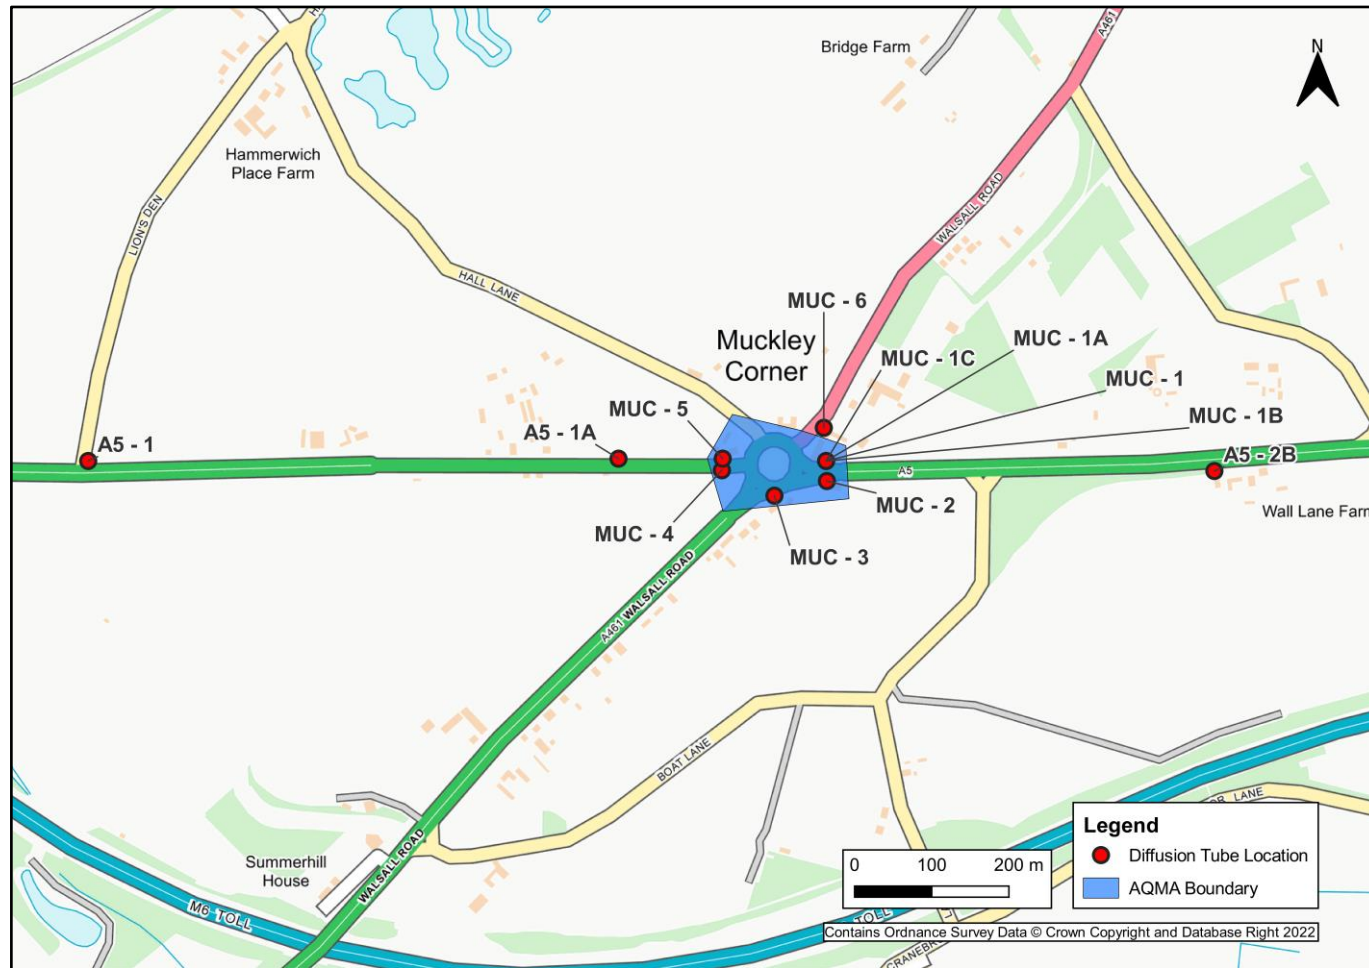 A461
N
Bridge Farm
Hammerwich
Place Farm
LION'S DEN
WALSALL ROAD
HALL LANE
MUC - 6
Muckley
Corner
MUC - 1A
MUC - 1C
MUC - 1
MUC - 5
MUC - 1B
A5 - 1A
A5 - 1
A5 - 2B
A5
MUC - 2
Wall Lane Farm
MUC - 4
MUC - 3
A461 WALSALL ROAD
BOAT LANE
Summerhill
House
WALSALL ROAD
M6 TOLL
LANE
TOLL
Legend
Diffusion Tube Location
AQMA Boundary
0 100 200 m
Contains Ordnance Survey Data © Crown Copyright and Database Right 2022